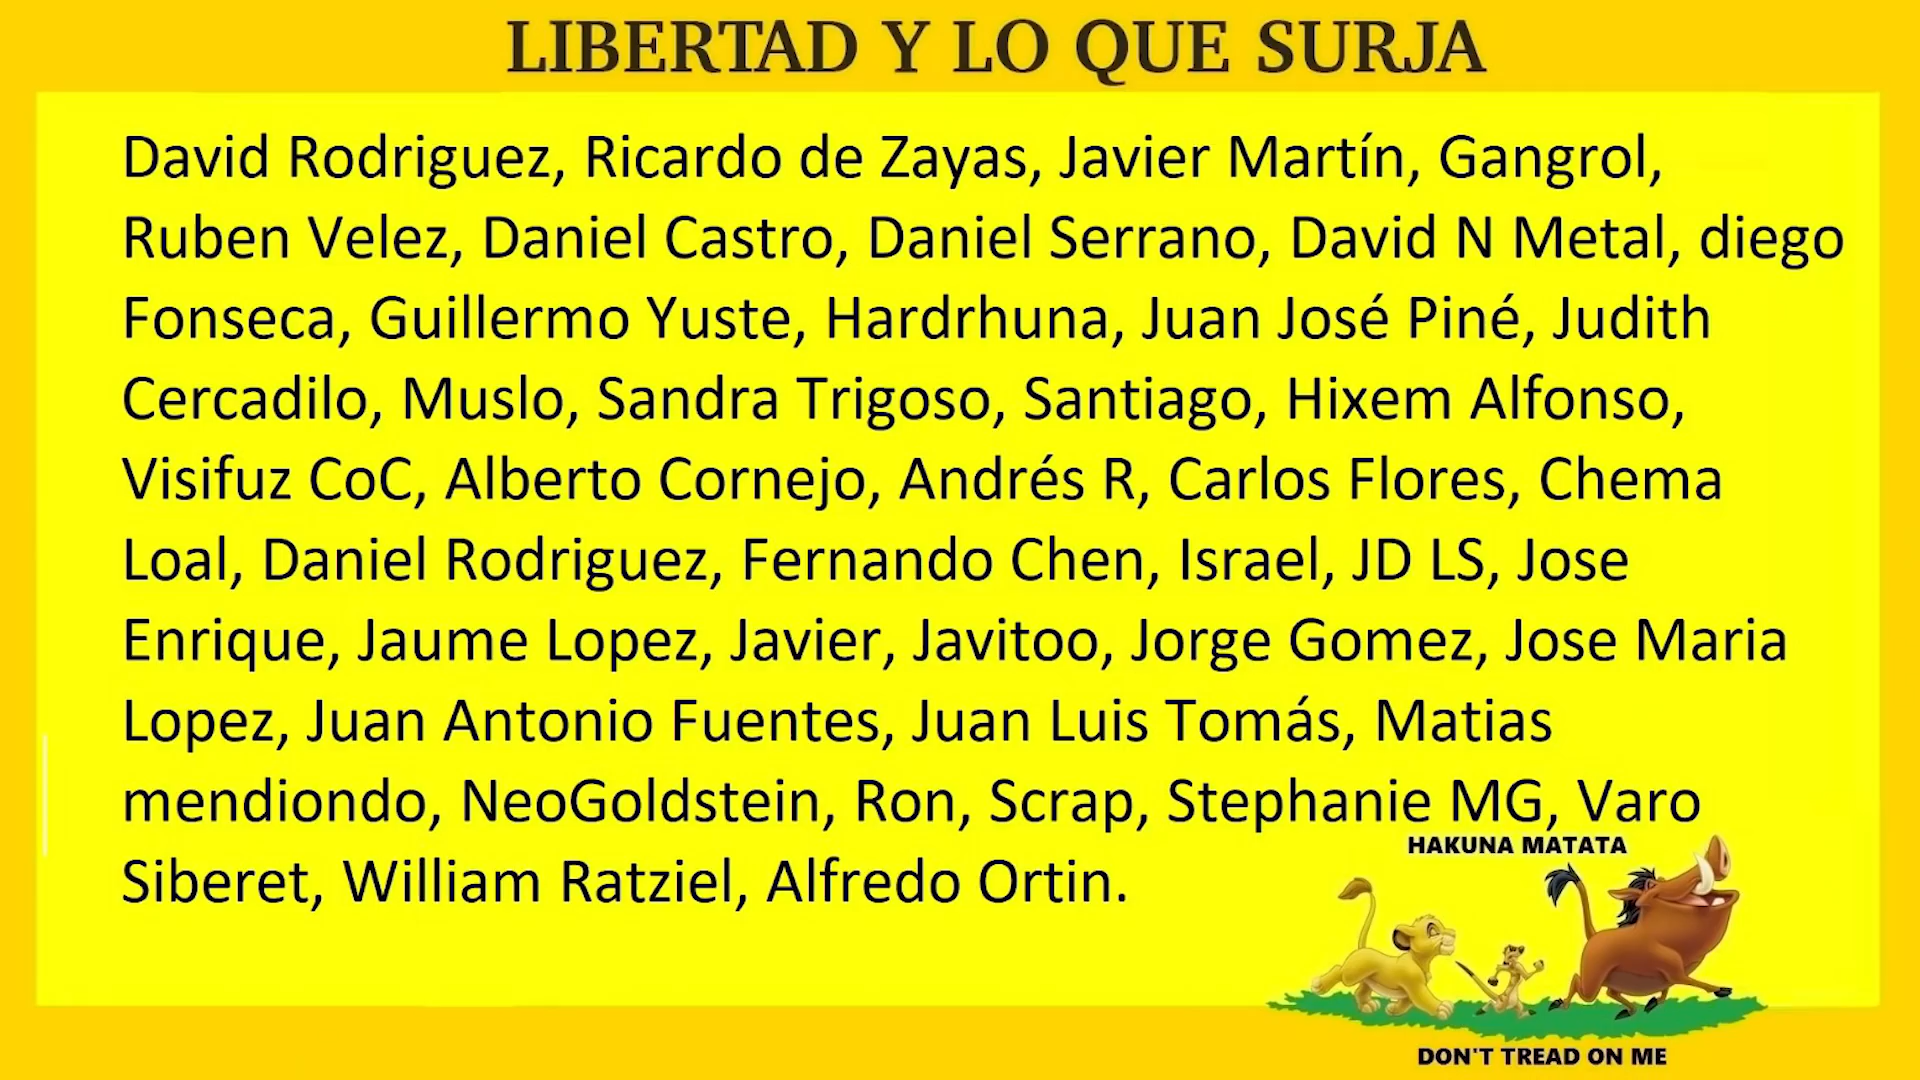 LIBERTAD Y LO QUE SURJA
David Rodriguez, Ricardo de Zayas, Javier Martín, Gangrol,
Ruben Velez, Daniel Castro, Daniel Serrano, David N Metal, diego
Fonseca, Guillermo Yuste, Hardrhuna, Juan José Piné, Judith
Cercadilo, Muslo, Sandra Trigoso, Santiago, Hixem Alfonso,
Visifuz CoC, Alberto Cornejo, Andrés R, Carlos Flores, Chema
Loal, Daniel Rodriguez, Fernando Chen, Israel, JD LS, Jose
Enrique, Jaume Lopez, Javier, Javitoo, Jorge Gomez, Jose Maria
Lopez, Juan Antonio Fuentes, Juan Luis Tomás, Matias
mendiondo, NeoGoldstein, Ron, Scrap, Stephanie MG, Varo
Siberet, William Ratziel, Alfredo Ortin.
HAKUNA MATATA
DON'T TREAD ON ME